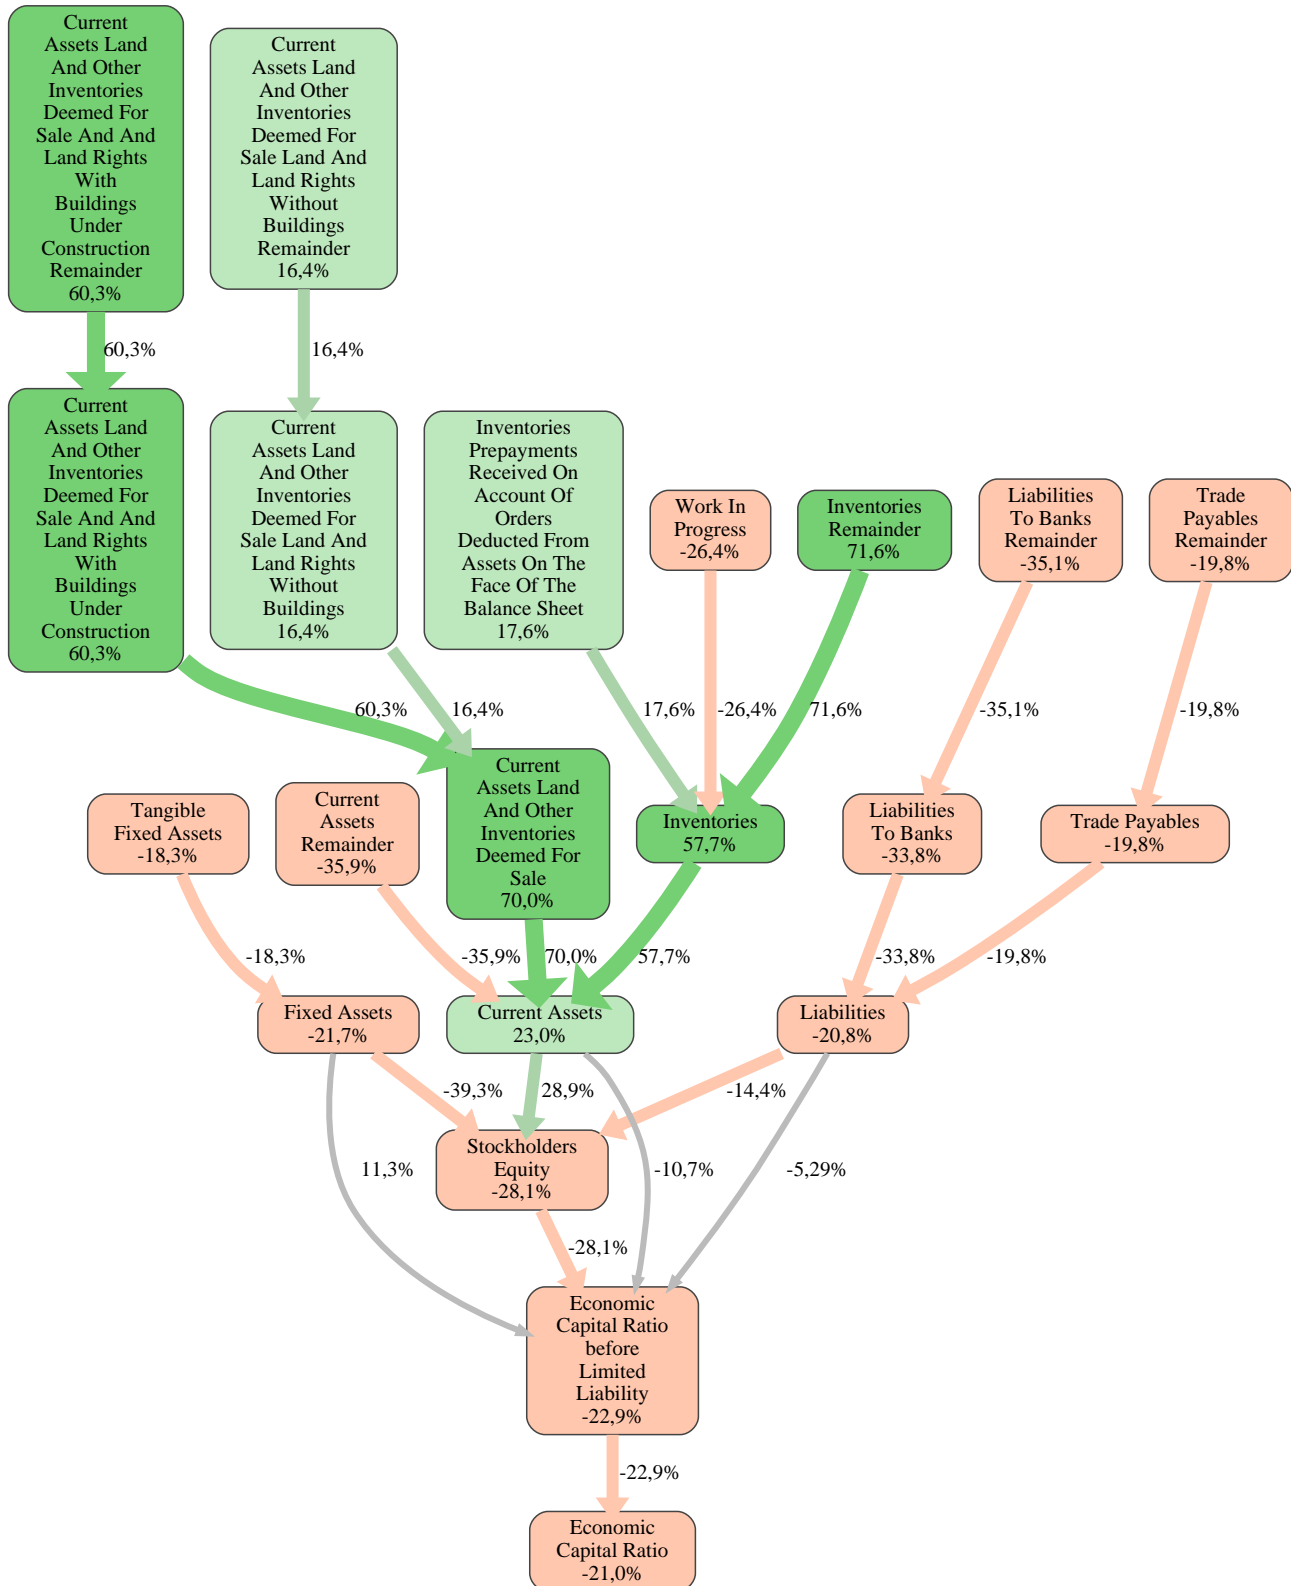 Current
Assets Land
And Other
Inventories
Deemed For
Sale And And
Land Rights
With
Buildings
Under
Construction
Remainder
60,3%
Current
Assets Land
And Other
Inventories
Deemed For
Sale Land And
Land Rights
Without
Buildings
Remainder
16,4%
60,3%
16,4%
Current
Assets Land
And Other
Inventories
Deemed For
Sale And And
Land Rights
With
Buildings
Under
Construction
60,3%
Current
Assets Land
And Other
Inventories
Deemed For
Sale Land And
Land Rights
Without
Buildings
16,4%
Inventories
Prepayments
Received On
Account Of
Orders
Deducted From
Assets On The
Face Of The
Balance Sheet
17,6%
Work In
Progress
-26,4%
Inventories
Remainder
71,6%
Liabilities
To Banks
Remainder
-35,1%
Trade
Payables
Remainder
-19,8%
60,3%
16,4%
17,6%
-26,4%
71,6%
-35,1%
-19,8%
Tangible
Fixed Assets
-18,3%
Current
Assets
Remainder
-35,9%
Current
Assets Land
And Other
Inventories
Deemed For
Sale
70,0%
Inventories
57,7%
Liabilities
To Banks
-33,8%
Trade Payables
-19,8%
-18,3%
-35,9%
70,0%
57,7%
-33,8%
-19,8%
Fixed Assets
-21,7%
Current Assets
23,0%
Liabilities
-20,8%
-39,3%
28,9%
-14,4%
Stockholders
Equity
-28,1%
11,3%
-10,7%
-5,29%
-28,1%
Economic
Capital Ratio
before
Limited
Liability
-22,9%
-22,9%
Economic
Capital Ratio
-21,0%